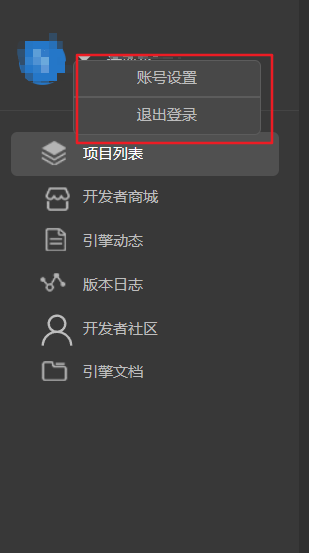 账号设置
退出登录
项目列表
开发者商城
引擎动态
版本日志
开发者社区
引擎文档